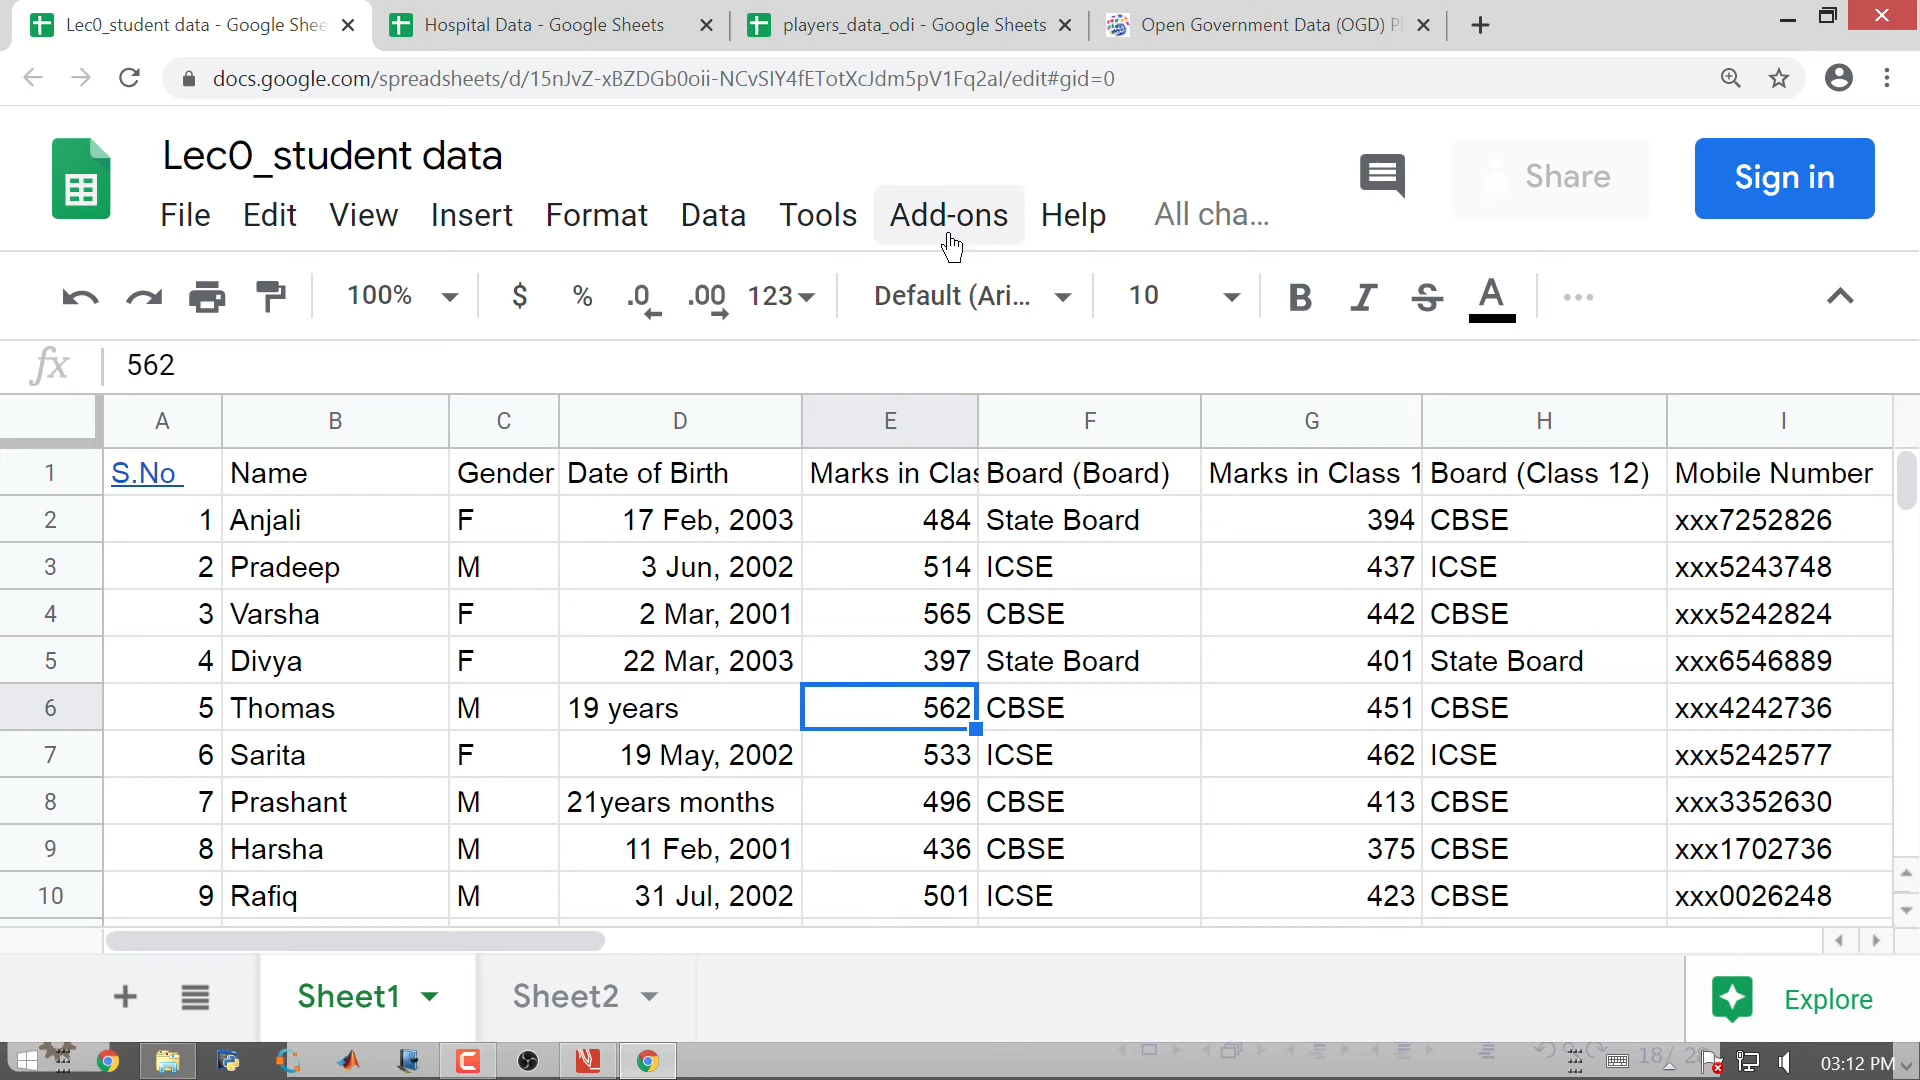 Lec0_student data - Google Shee
Hospital Data - Google Sheets
players_data_odi - Google Sheets
Open Government Data (OGD) P
docs.google.com/spreadsheets/d/15nJvZ-xBZDGb0oii-NCvSIY4fETotXcJdm5pV1Fq2aI/edit#gid=0
Lec0_student data
Share
Sign in
File Edit View Insert Format Data Tools Add-ons Help All cha...
100% $ % .0 .00 123 Default (Ari... 10 B I S A
fx 562
A B C D E F G H I
1 S.No Name Gender Date of Birth Marks in Clas Board (Board) Marks in Class 1 Board (Class 12) Mobile Number
2 1 Anjali F 17 Feb, 2003 484 State Board 394 CBSE xxx7252826
3 2 Pradeep M 3 Jun, 2002 514 ICSE 437 ICSE xxx5243748
4 3 Varsha F 2 Mar, 2001 565 CBSE 442 CBSE xxx5242824
5 4 Divya F 22 Mar, 2003 397 State Board 401 State Board xxx6546889
6 5 Thomas M 19 years 562 CBSE 451 CBSE xxx4242736
7 6 Sarita F 19 May, 2002 533 ICSE 462 ICSE xxx5242577
8 7 Prashant M 21years months 496 CBSE 413 CBSE xxx3352630
9 8 Harsha M 11 Feb, 2001 436 CBSE 375 CBSE xxx1702736
10 9 Rafiq M 31 Jul, 2002 501 ICSE 423 CBSE xxx0026248
Sheet1 Sheet2 Explore
03:12 PM